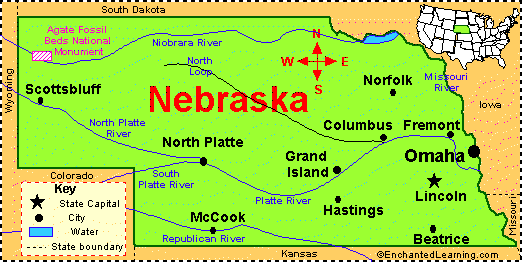 South Dakota
Agate Fossil
Beds National
Monument
Niobrara River
North
Loop
N
W
E
S
Nebraska
Missouri
River
Iowa
Wyoming
Scottsbluff
Norfolk
North Platte
River
Columbus
Fremont
Omaha
North Platte
Grand
Island
Lincoln
Colorado
South
Platte River
Platte River
Hastings
McCook
Republican River
Beatrice
Missouri
Kansas
Key
State Capital
City
Water
State boundary
©EnchantedLearning.com